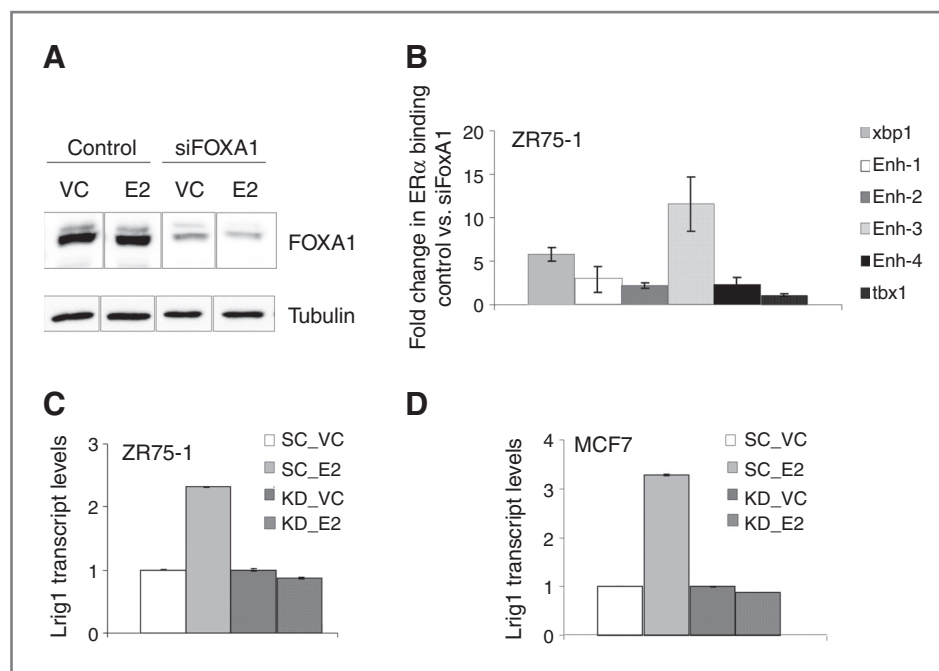 A
Control siFOXA1
VC E2 VC E2
FOXA1
Tubulin
B
Fold change in ERα binding
control vs. siFoxA1
ZR75-1
20
15
10
5
0
xbp1
Enh-1
Enh-2
Enh-3
Enh-4
tbx1
C
Lrig1 transcript levels
ZR75-1
3
2
1
0
SC_VC
SC_E2
KD_VC
KD_E2
D
Lrig1 transcript levels
MCF7
4
3
2
1
0
SC_VC
SC_E2
KD_VC
KD_E2